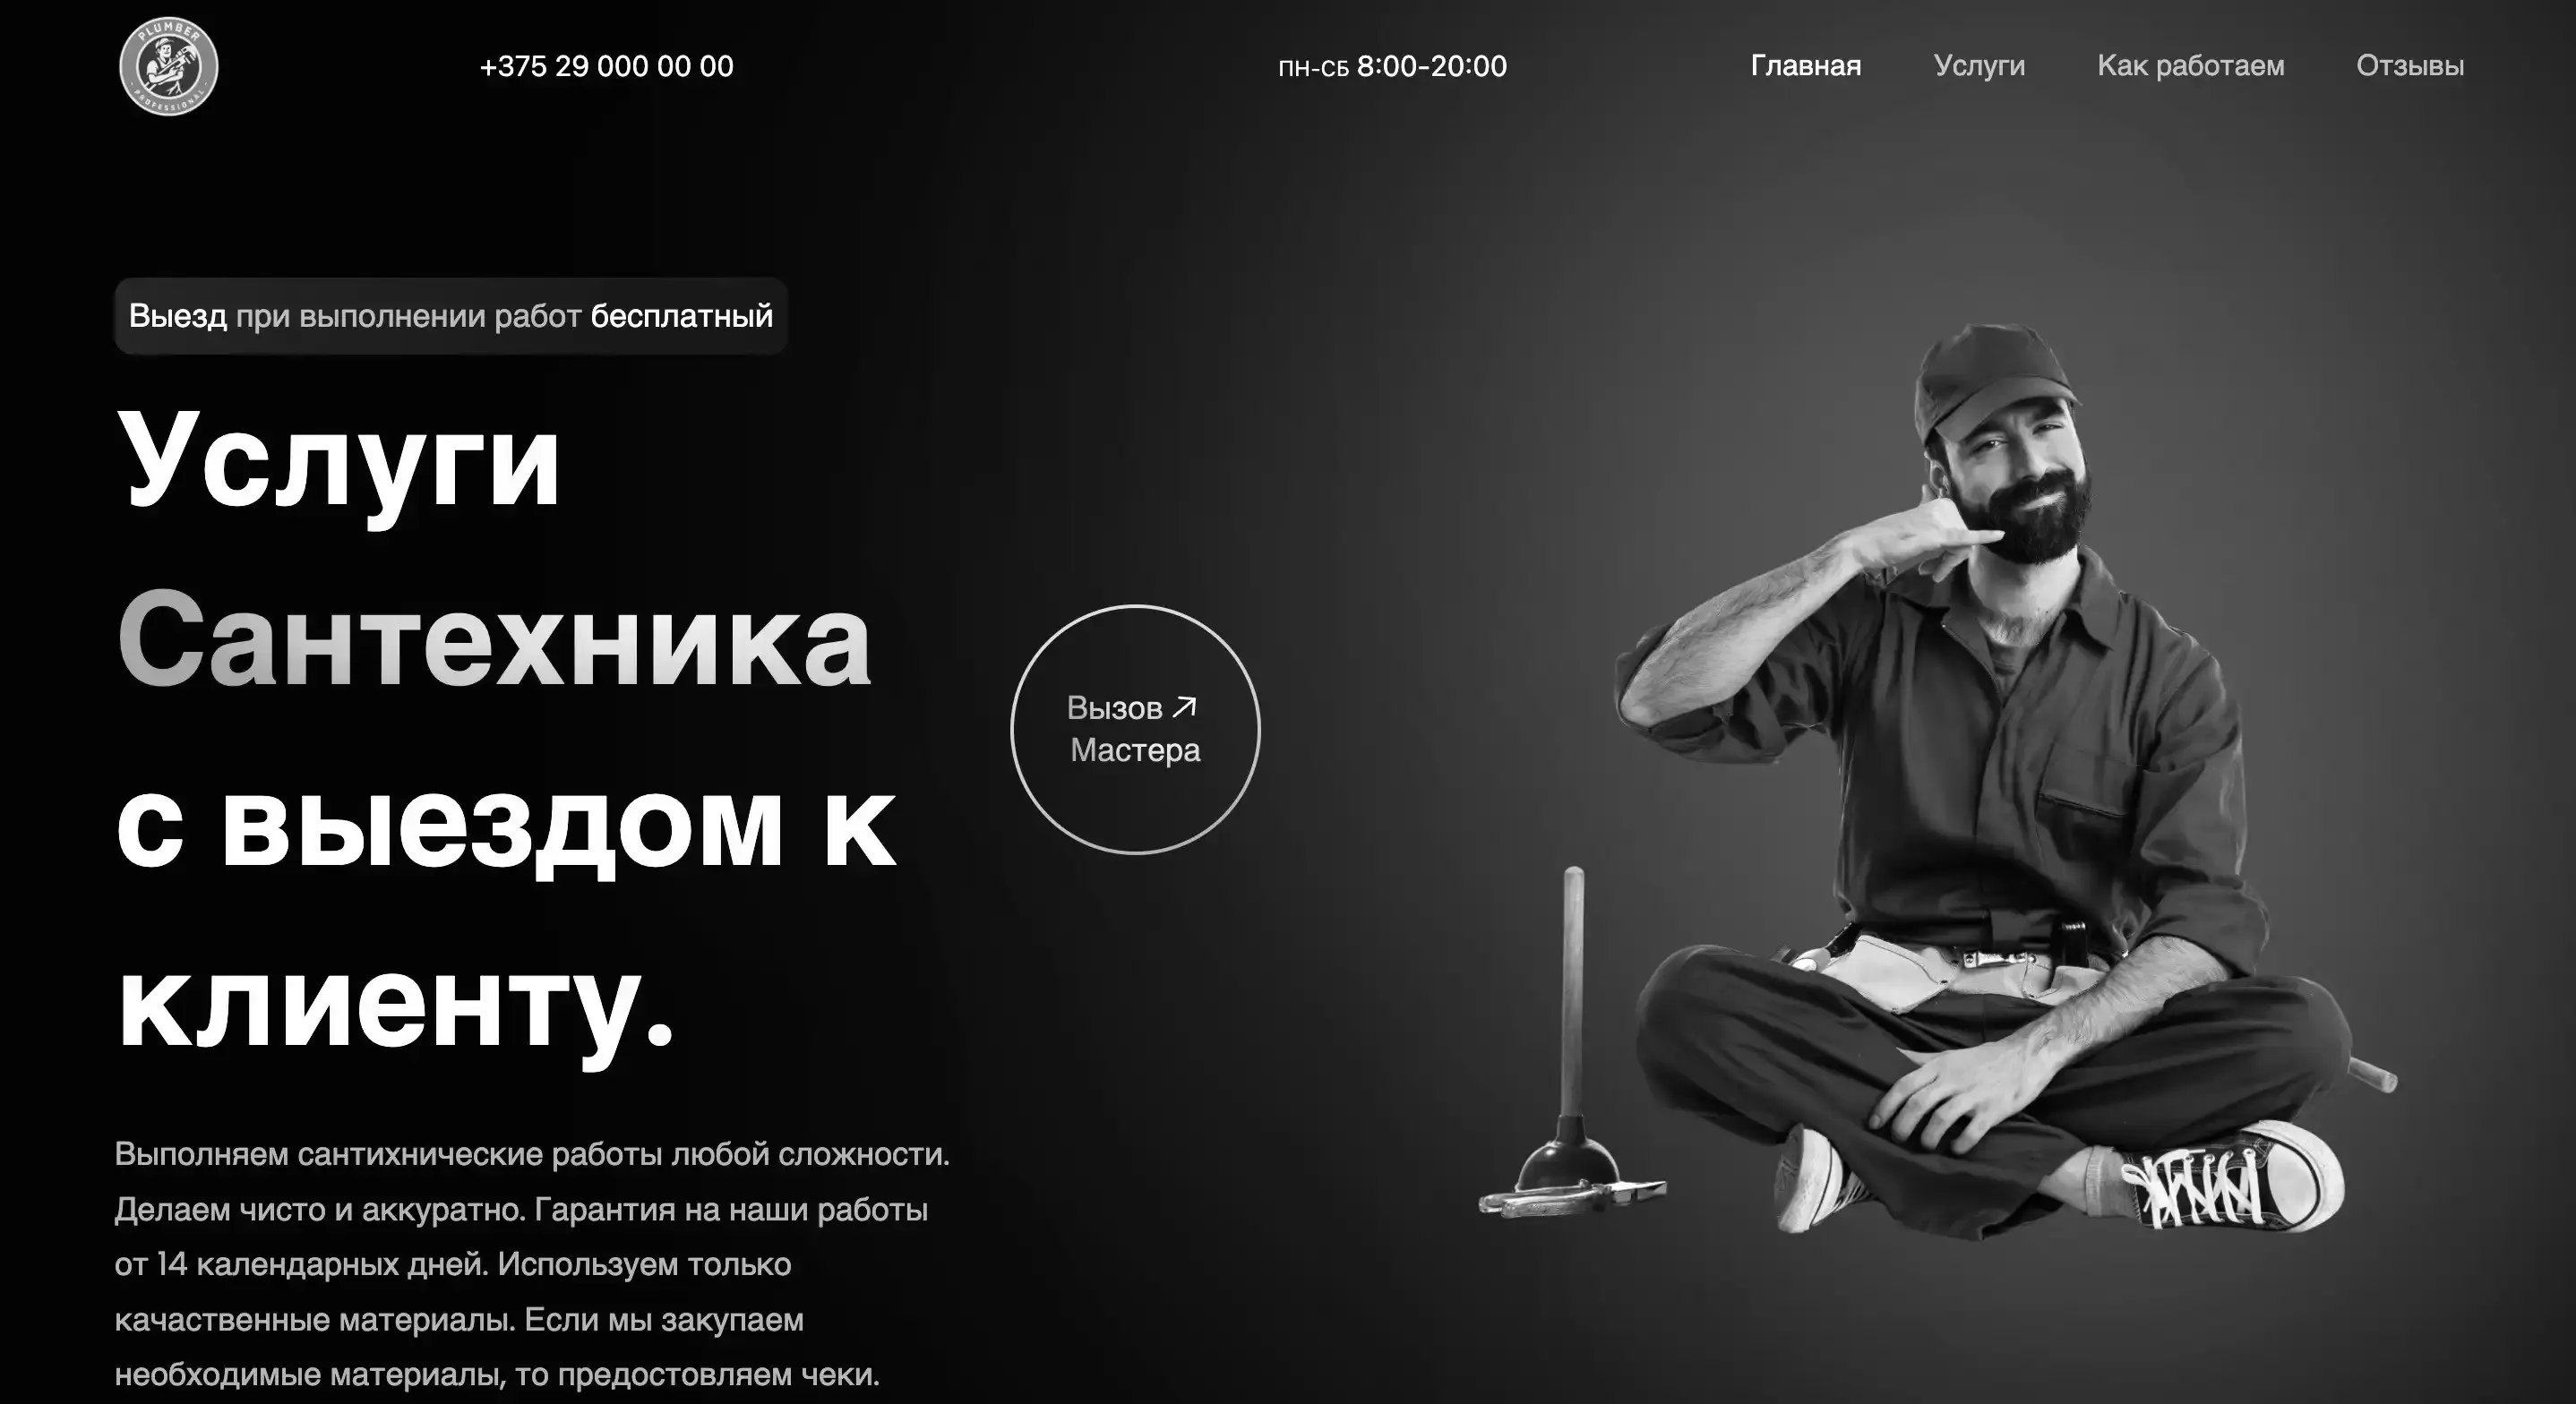 PLUMBER
PROFESSIONAL
+375 29 000 00 00
ПН-СБ 8:00-20:00
Главная
Услуги
Как работаем
Отзывы
Выезд при выполнении работ бесплатный
Услуги
Сантехника
с выездом к
клиенту.
Вызов
Мастера
Выполняем сантихнические работы любой сложности.
Делаем чисто и аккуратно. Гарантия на наши работы
от 14 календарных дней. Используем только
качаственные материалы. Если мы закупаем
необходимые материалы, то предостовляем чеки.